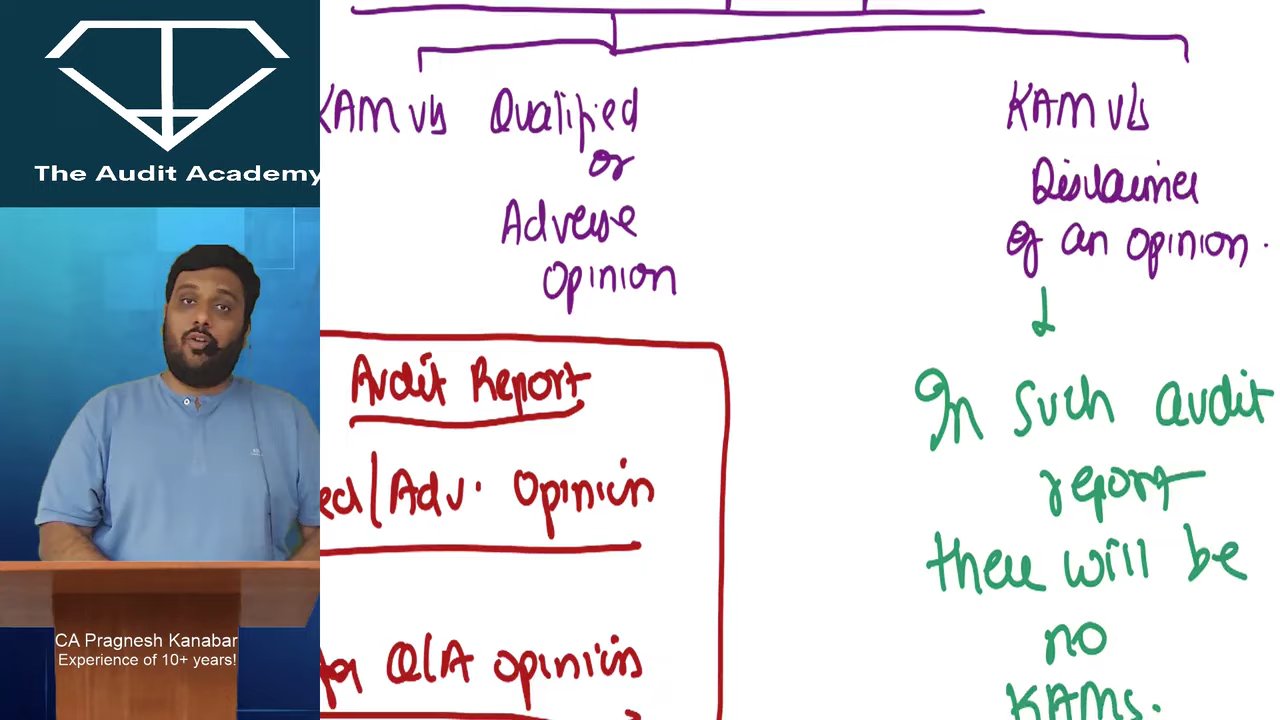 The Audit Academy
CA Pragnesh Kanabar
Experience of 10+ years!
KAM v/s Qualified
or
Adverse
Opinion
Audit Report
ed/Adv. Opinion
for Q/A opinion
KAM v/s
Disclaimer
of an opinion.
In such audit
report
there will be
no
KAMs.